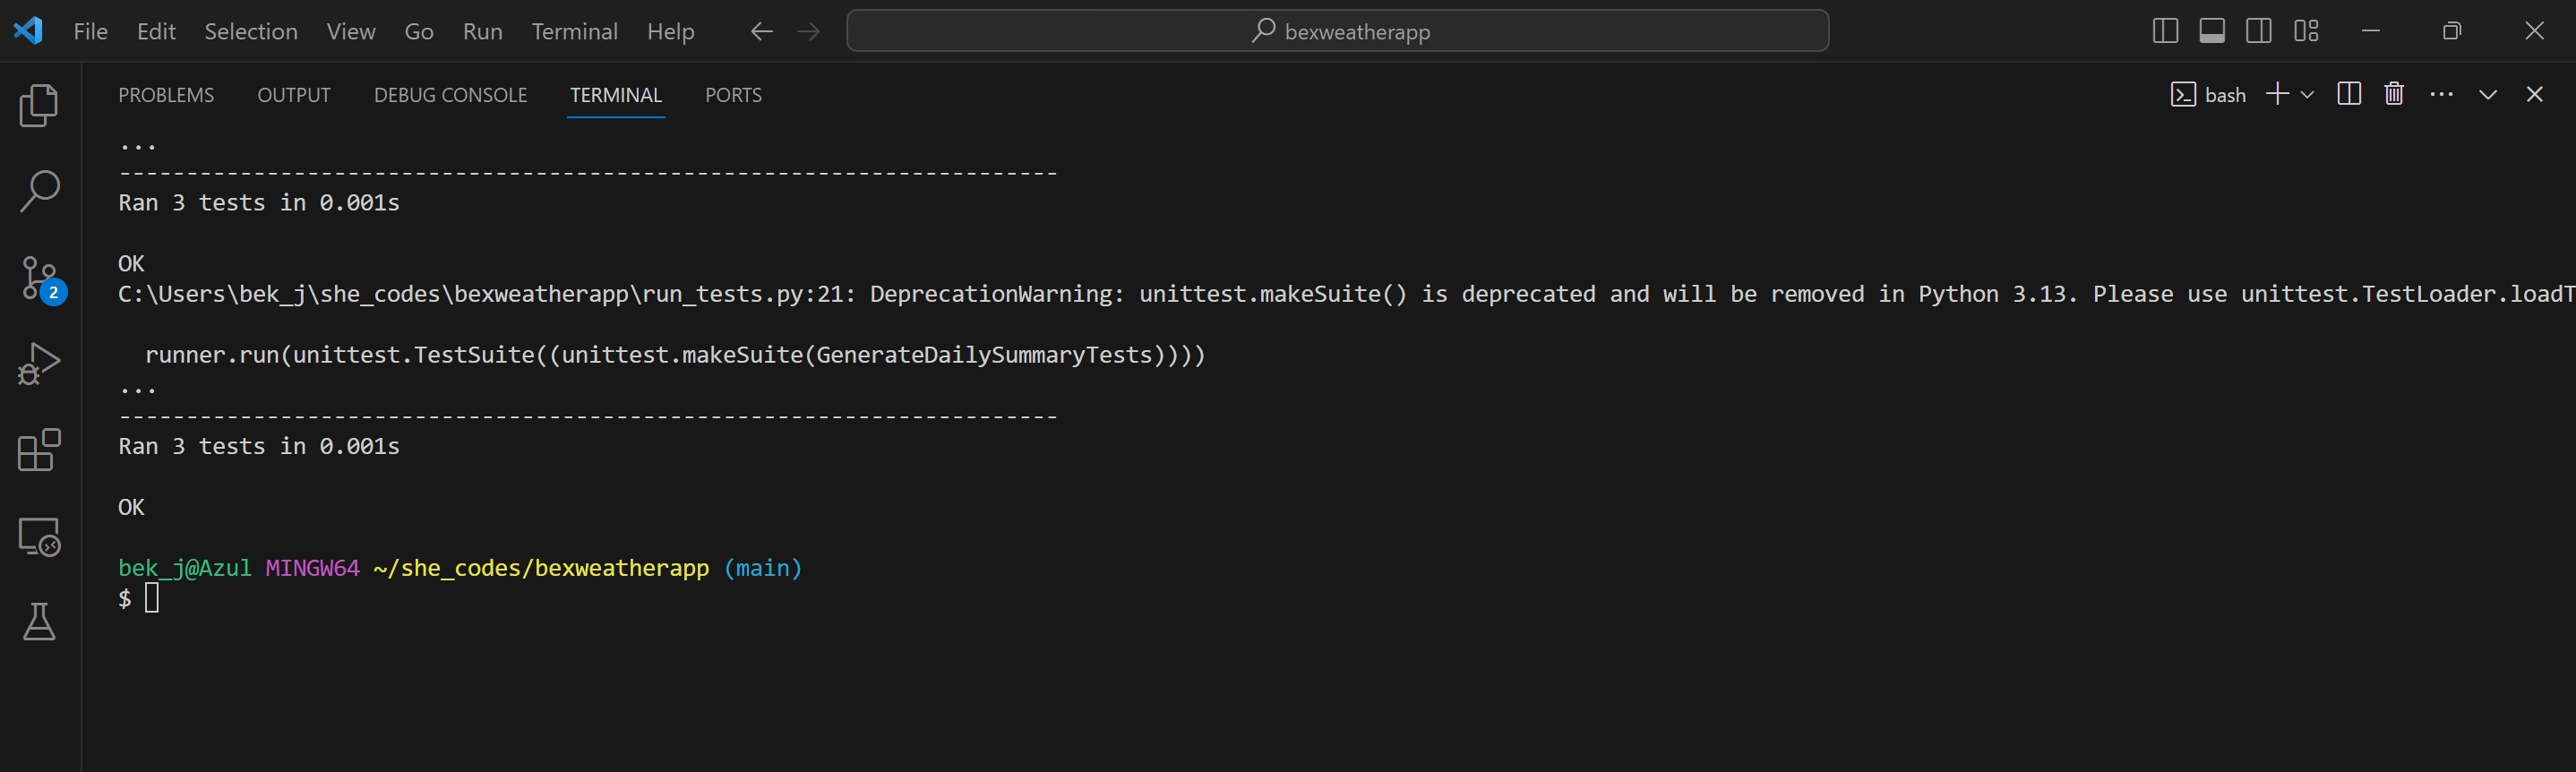 File Edit Selection View Go Run Terminal Help bexweatherapp
PROBLEMS OUTPUT DEBUG CONSOLE TERMINAL PORTS bash
...
----------------------------------------------------------------------
Ran 3 tests in 0.001s
OK
C:\Users\bek_j\she_codes\bexweatherapp\run_tests.py:21: DeprecationWarning: unittest.makeSuite() is deprecated and will be removed in Python 3.13. Please use unittest.TestLoader.loadT
runner.run(unittest.TestSuite((unittest.makeSuite(GenerateDailySummaryTests))))
...
----------------------------------------------------------------------
Ran 3 tests in 0.001s
OK
bek_j@Azul MINGW64 ~/she_codes/bexweatherapp (main)
$
2